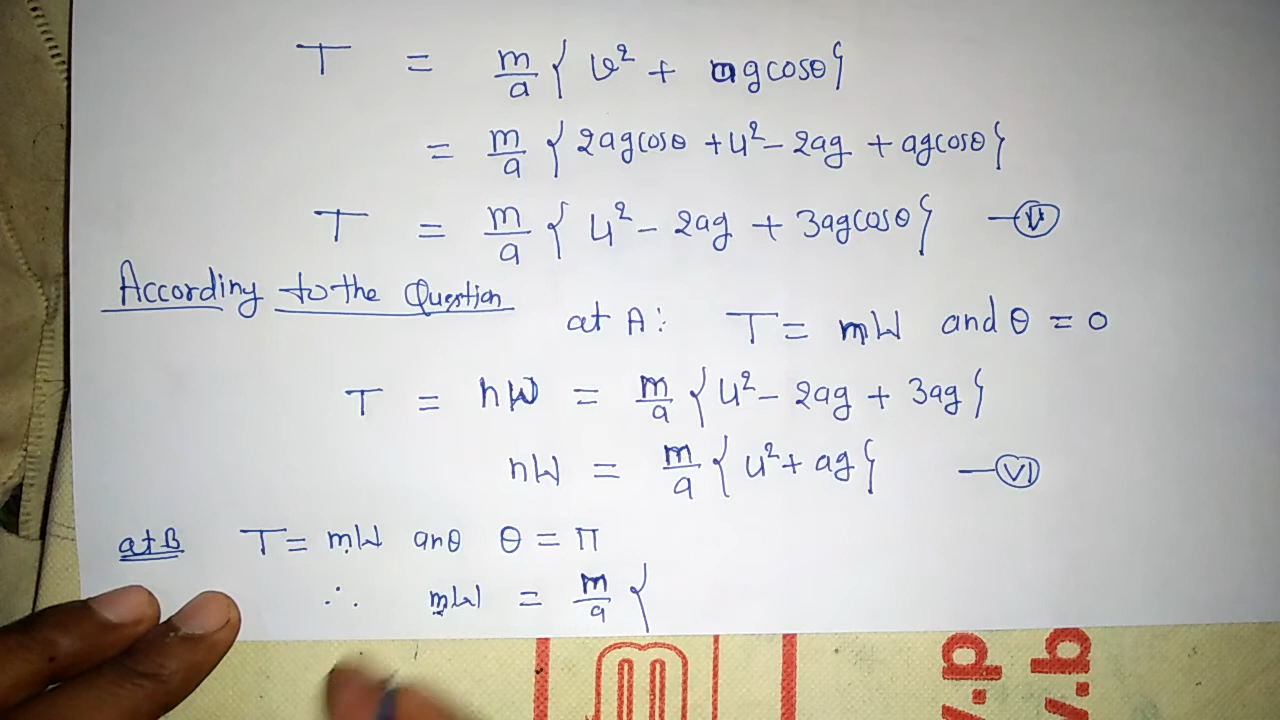 T = m/a { v² + agcosθ}
= m/a { 2agcosθ + u² - 2ag + agcosθ}
T = m/a { u² - 2ag + 3agcosθ} —(V)
According to the Question
at A: T = mW and θ = 0
T = nW = m/a {u² - 2ag + 3ag}
nW = m/a { u² + ag} —(VI)
at B T = mW anθ θ = π
∴ mW = m/a {